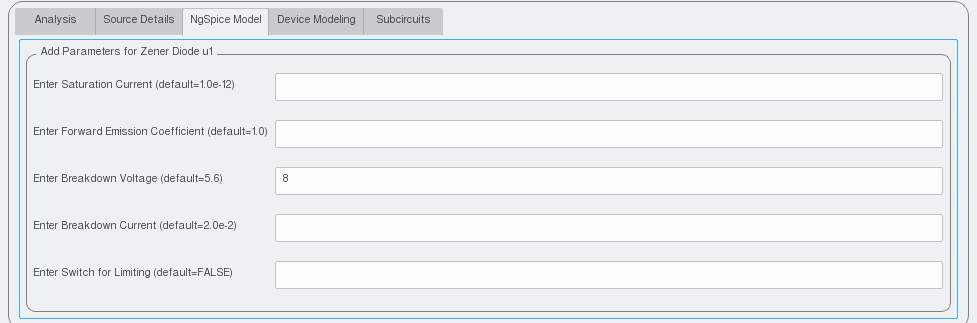 Analysis Source Details NgSpice Model Device Modeling Subcircuits
Add Parameters for Zener Diode u1
Enter Saturation Current (default=1.0e-12)
Enter Forward Emission Coefficient (default=1.0)
Enter Breakdown Voltage (default=5.6) 8
Enter Breakdown Current (default=2.0e-2)
Enter Switch for Limiting (default=FALSE)